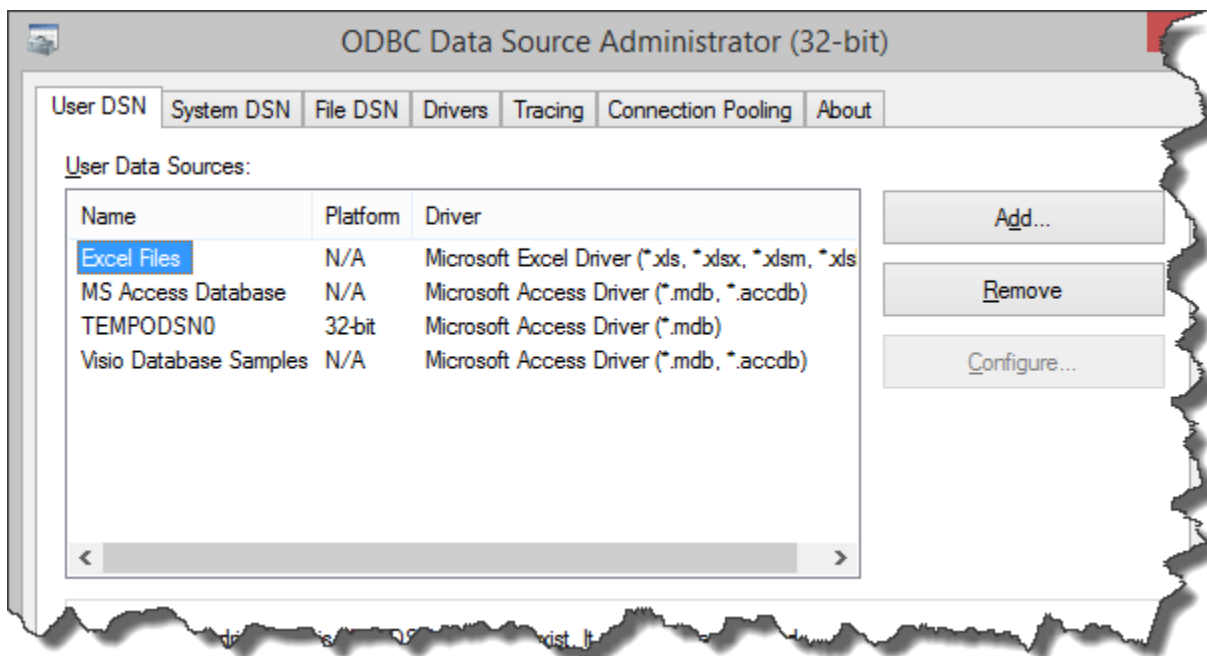 ODBC Data Source Administrator (32-bit)
User DSN System DSN File DSN Drivers Tracing Connection Pooling About
User Data Sources:
Name Platform Driver
Excel Files N/A Microsoft Excel Driver (*.xls, *.xlsx, *.xlsm, *.xls
MS Access Database N/A Microsoft Access Driver (*.mdb, *.accdb)
TEMPODSN0 32-bit Microsoft Access Driver (*.mdb)
Visio Database Samples N/A Microsoft Access Driver (*.mdb, *.accdb)
Add...
Remove
Configure...